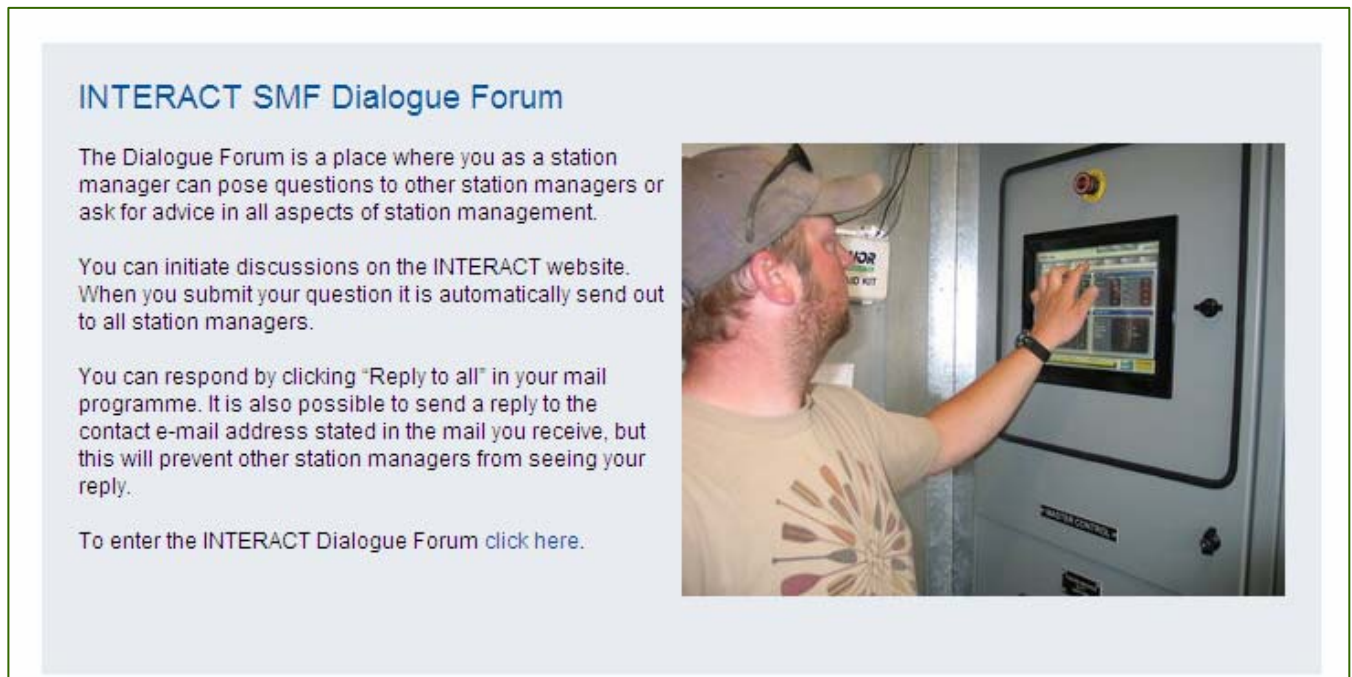 INTERACT SMF Dialogue Forum
The Dialogue Forum is a place where you as a station
manager can pose questions to other station managers or
ask for advice in all aspects of station management.
You can initiate discussions on the INTERACT website.
When you submit your question it is automatically send out
to all station managers.
You can respond by clicking “Reply to all” in your mail
programme. It is also possible to send a reply to the
contact e-mail address stated in the mail you receive, but
this will prevent other station managers from seeing your
reply.
To enter the INTERACT Dialogue Forum click here.
AID KIT
MASTER CONTROL